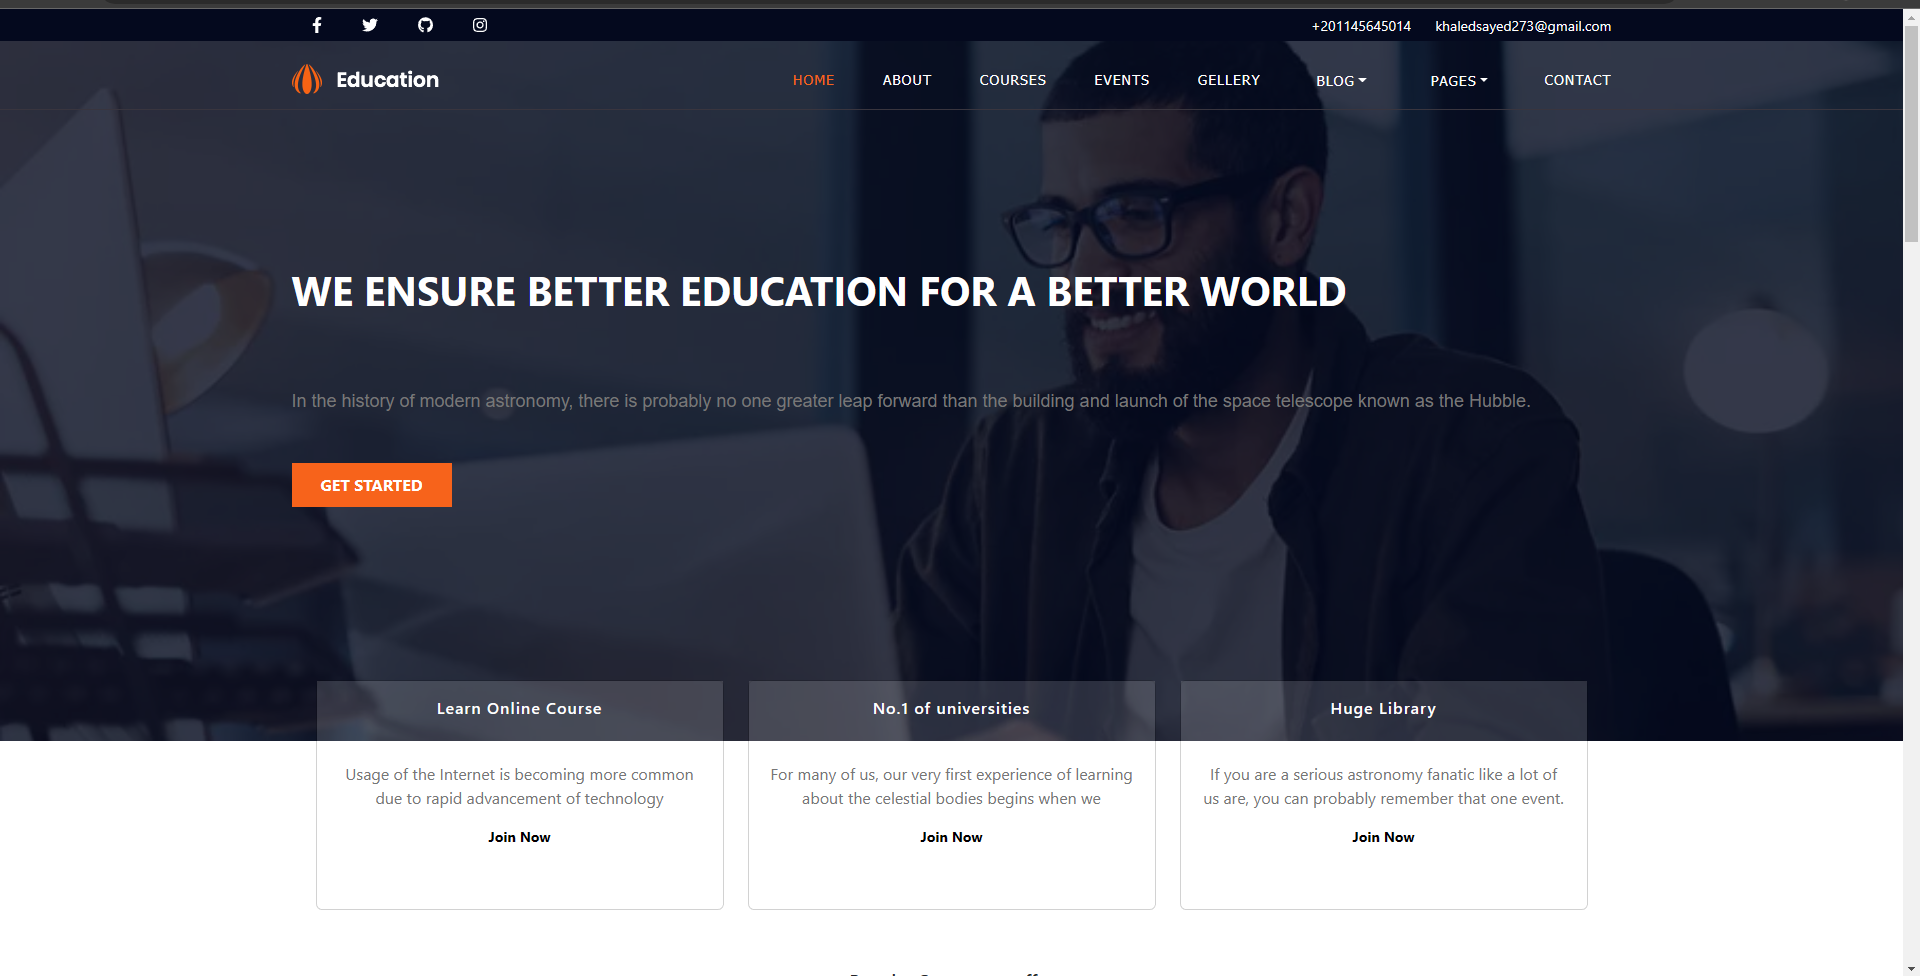 +201145645014 khaledsayed273@gmail.com
Education HOME ABOUT COURSES EVENTS GELLERY BLOG PAGES CONTACT
WE ENSURE BETTER EDUCATION FOR A BETTER WORLD
In the history of modern astronomy, there is probably no one greater leap forward than the building and launch of the space telescope known as the Hubble.
GET STARTED
Learn Online Course
Usage of the Internet is becoming more common
due to rapid advancement of technology
Join Now
No.1 of universities
For many of us, our very first experience of learning
about the celestial bodies begins when we
Join Now
Huge Library
If you are a serious astronomy fanatic like a lot of
us are, you can probably remember that one event.
Join Now